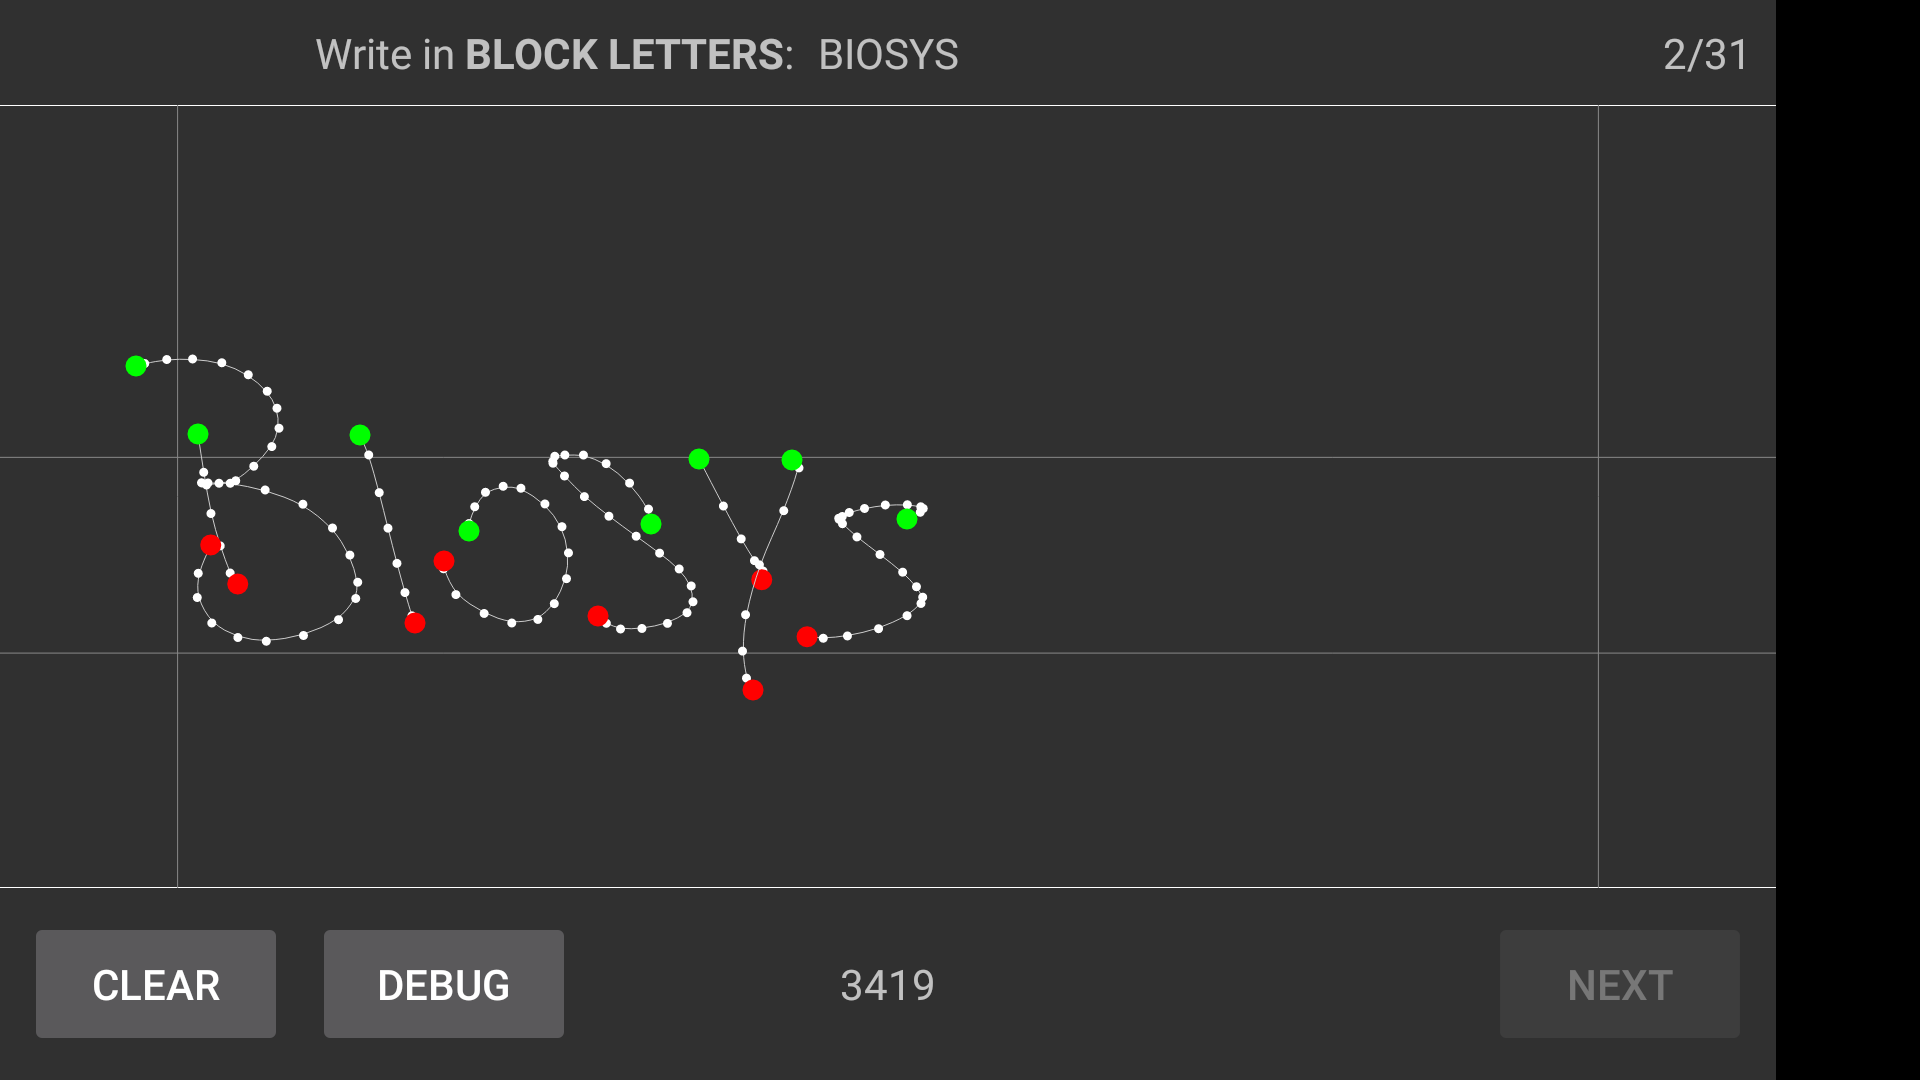 Write in BLOCK LETTERS: BIOSYS 2/31
BIOSYS
CLEAR DEBUG 3419 NEXT